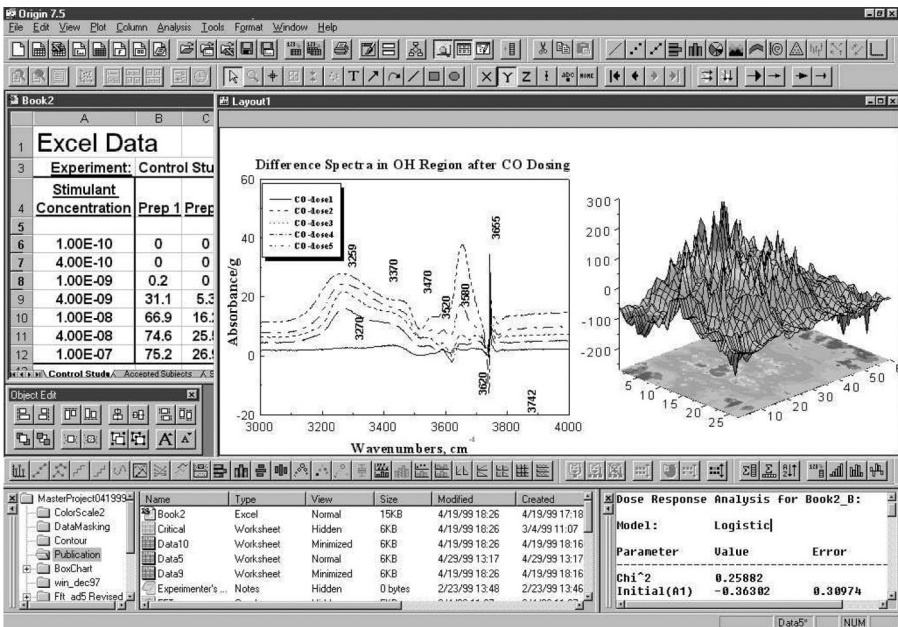 Origin 7.5
File Edit View Plot Column Analysis Tools Format Window Help
Book2
A B C
1 Excel Data
3 Experiment: Control Stu
4 Stimulant Concentration Prep 1 Prep
5
6 1.00E-10 0 0
7 4.00E-10 0 0
8 1.00E-09 0.2 0
9 4.00E-09 31.1 5.3
10 1.00E-08 66.9 16.
11 4.00E-08 74.6 25.
12 1.00E-07 75.2 26.
Control Study Accepted Subjects
Object Edit
Layout1
Difference Spectra in OH Region after CO Dosing
CO-dose1
CO-dose2
CO-dose3
CO-dose4
CO-dose5
Absorbance/g
60
40
20
0
-20
3259
3270
3370
3470
3520
3580
3620
3655
3742
3000 3200 3400 3600 3800 4000
Wavenumbers, cm
300
200
100
0
-100
-200
5 10 15 20 25
10 20 30 40 50
MasterProject041999
ColorScale2
DataMasking
Contour
Publication
BoxChart
win_dec97
Fft_ad5 Revised
Name Type View Size Modified Created
Book2 Excel Normal 15KB 4/19/99 18:26 4/19/99 17:18
Critical Worksheet Hidden 6KB 4/19/99 18:26 3/4/99 11:07
Data10 Worksheet Minimized 6KB 4/19/99 18:26 4/19/99 18:16
Data5 Worksheet Normal 6KB 4/29/99 13:17 4/29/99 13:17
Data9 Worksheet Minimized 6KB 4/19/99 18:26 4/19/99 18:16
Experimenter's ... Notes Hidden 0 bytes 2/23/99 13:48 2/23/99 13:46
Dose Response Analysis for Book2_B:
Model: Logistic
Parameter Value Error
Chi^2 0.25882
Initial(A1) -0.36302 0.30974
Data5* NUM